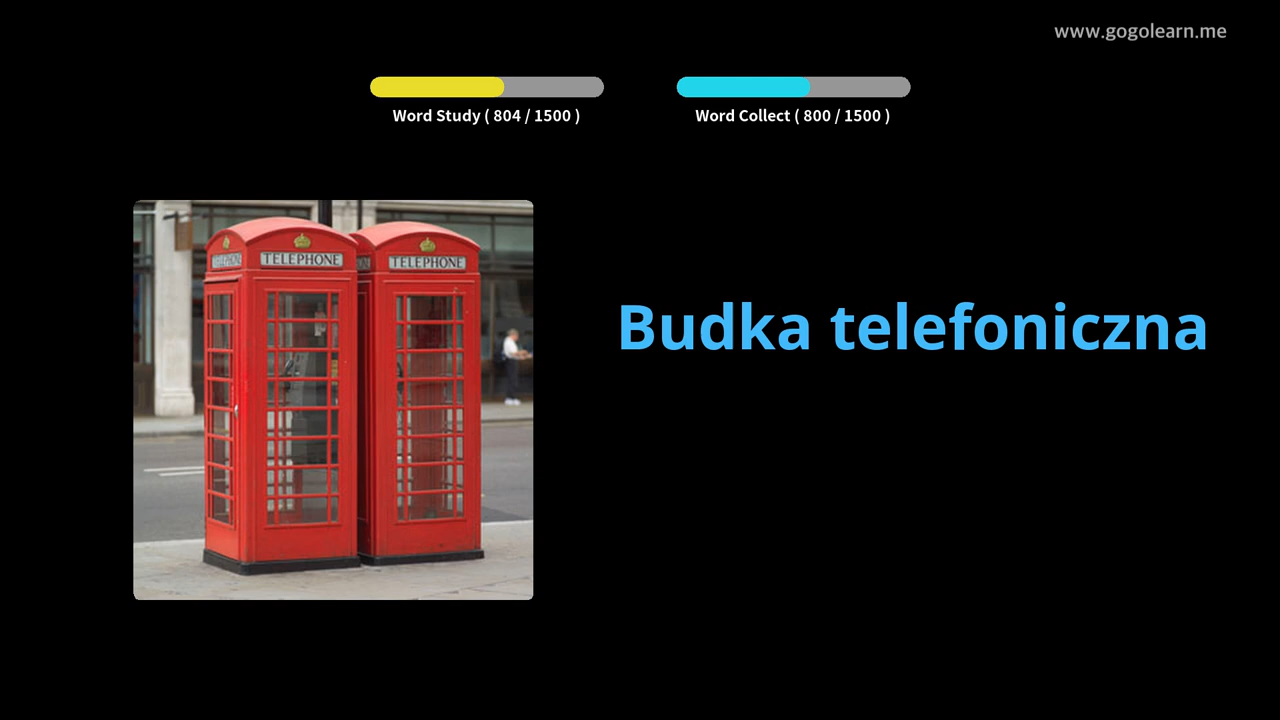 www.gogolearn.me
Word Study ( 804 / 1500 )
Word Collect ( 800 / 1500 )
TELEPHONE
TELEPHONE
Budka telefoniczna